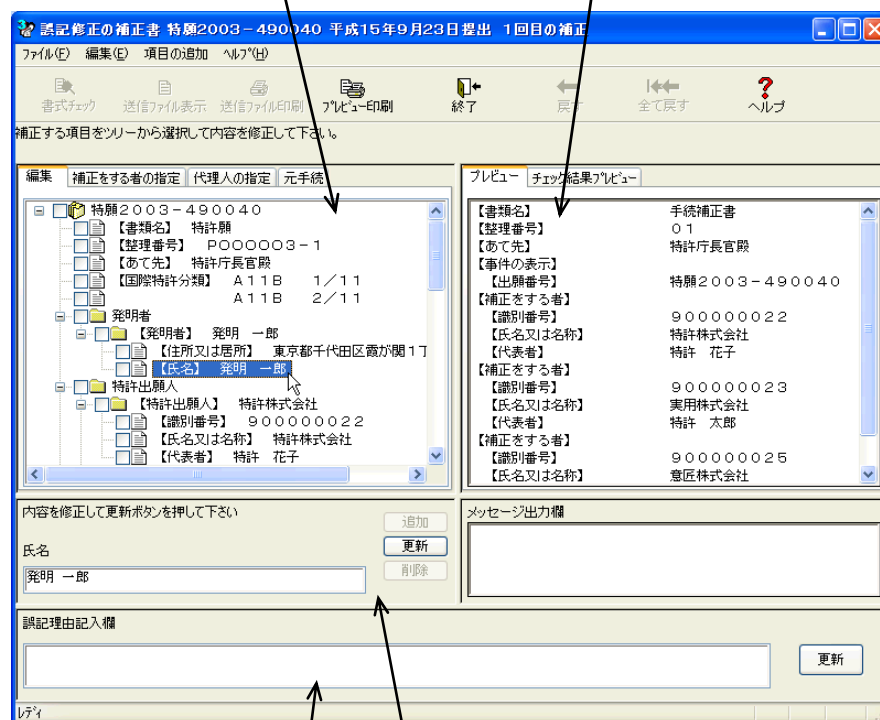 誤記修正の補正書 特願2003-490040 平成15年9月23日提出 1回目の補正
ファイル(F) 編集(E) 項目の追加 ヘルプ(H)
書式チェック 送信ファイル表示 送信ファイル印刷 プレビュー印刷 終了 戻す 全て戻す ヘルプ
補正する項目をツリーから選択して内容を修正して下さい。
編集 補正をする者の指定 代理人の指定 元手続
特願2003-490040
【書類名】 特許願
【整理番号】 P000003-1
【あて先】 特許庁長官殿
【国際特許分類】 A11B 1/11
A11B 2/11
発明者
【発明者】 発明 一郎
【住所又は居所】 東京都千代田区霞が関1丁
【氏名】 発明 一郎
特許出願人
【特許出願人】 特許株式会社
【識別番号】 900000022
【氏名又は名称】 特許株式会社
【代表者】 特許 花子
プレビュー チェック結果プレビュー
【書類名】 手続補正書
【整理番号】 01
【あて先】 特許庁長官殿
【事件の表示】
【出願番号】 特願2003-490040
【補正をする者】
【識別番号】 900000022
【氏名又は名称】 特許株式会社
【代表者】 特許 花子
【補正をする者】
【識別番号】 900000023
【氏名又は名称】 実用株式会社
【代表者】 特許 太郎
【補正をする者】
【識別番号】 900000025
【氏名又は名称】 意匠株式会社
内容を修正して更新ボタンを押して下さい
追加
氏名
更新
発明 一郎
削除
メッセージ出力欄
誤記理由記入欄
更新
レディ